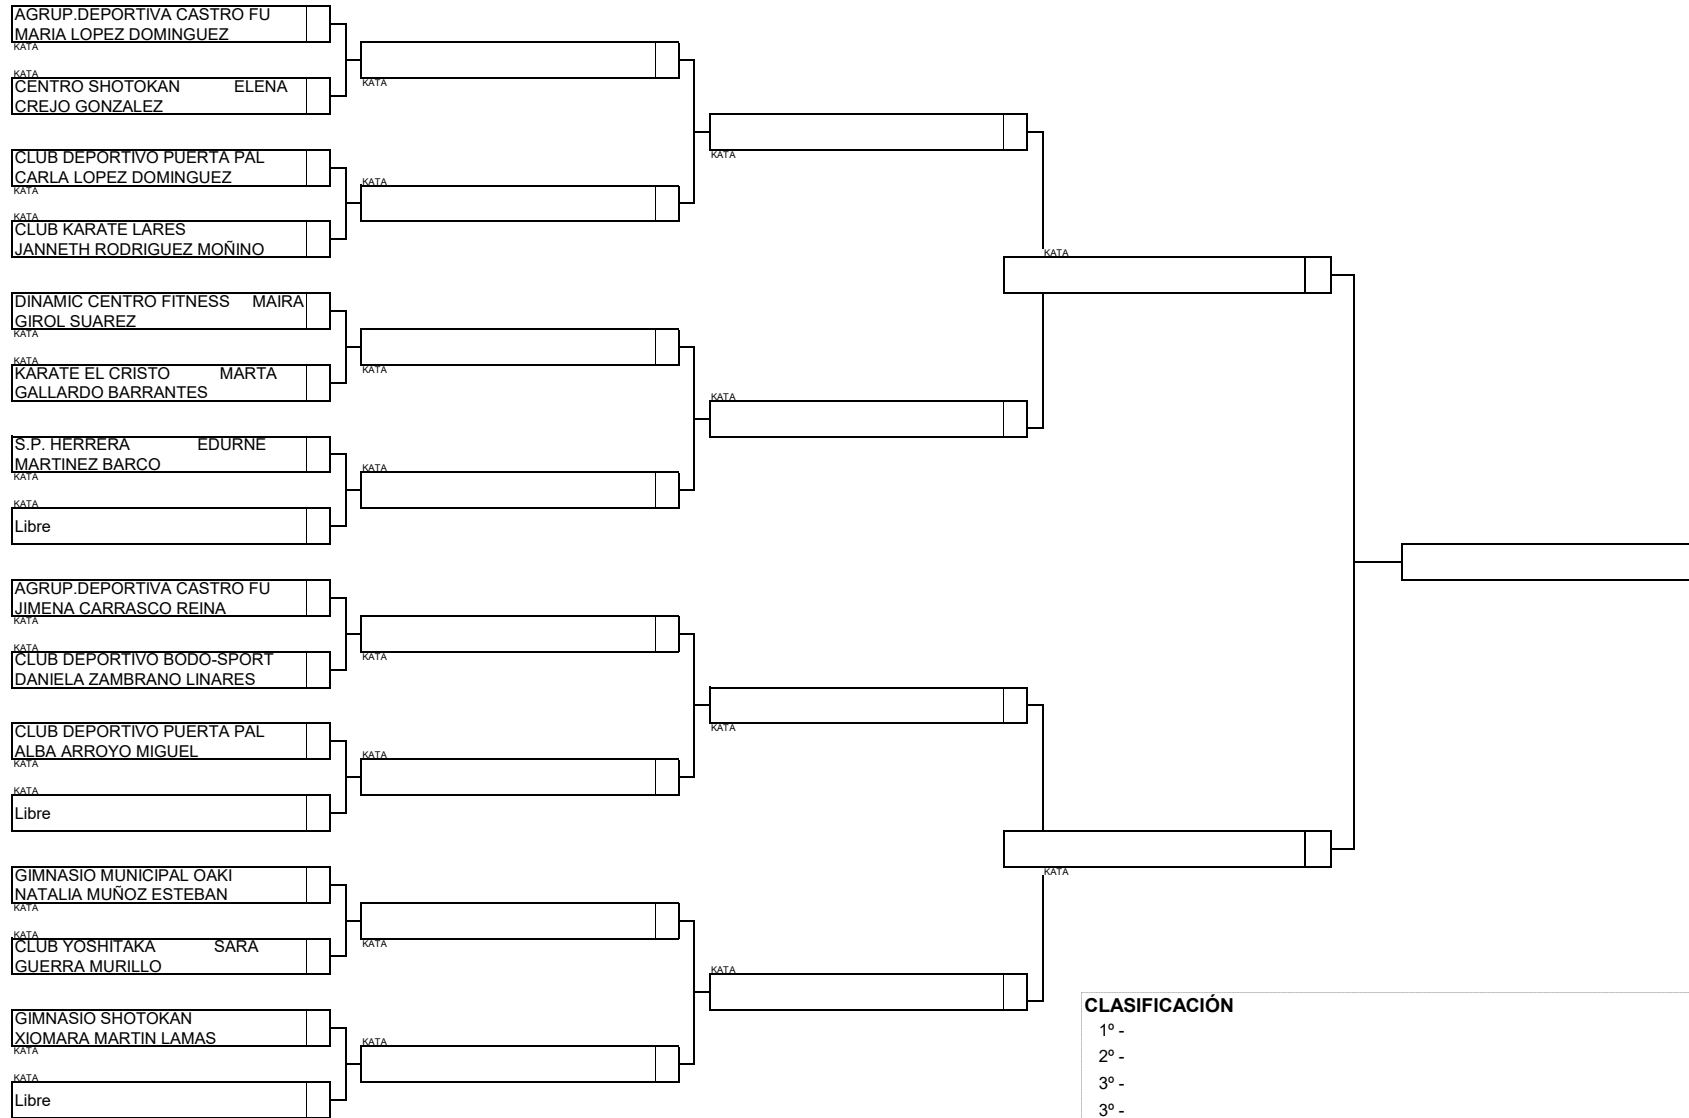 AGRUP.DEPORTIVA CASTRO FU
MARIA LOPEZ DOMINGUEZ
KATA
KATA
CENTRO SHOTOKAN ELENA
CREJO GONZALEZ
CLUB DEPORTIVO PUERTA PAL
CARLA LOPEZ DOMINGUEZ
KATA
KATA
CLUB KARATE LARES
JANNETH RODRIGUEZ MOÑINO
DINAMIC CENTRO FITNESS MAIRA
GIROL SUAREZ
KATA
KATA
KARATE EL CRISTO MARTA
GALLARDO BARRANTES
S.P. HERRERA EDURNE
MARTINEZ BARCO
KATA
KATA
Libre
AGRUP.DEPORTIVA CASTRO FU
JIMENA CARRASCO REINA
KATA
KATA
CLUB DEPORTIVO BODO-SPORT
DANIELA ZAMBRANO LINARES
CLUB DEPORTIVO PUERTA PAL
ALBA ARROYO MIGUEL
KATA
KATA
Libre
GIMNASIO MUNICIPAL OAKI
NATALIA MUÑOZ ESTEBAN
KATA
KATA
CLUB YOSHITAKA SARA
GUERRA MURILLO
GIMNASIO SHOTOKAN
XIOMARA MARTIN LAMAS
KATA
KATA
Libre
KATA
KATA
KATA
KATA
KATA
KATA
KATA
KATA
KATA
KATA
KATA
KATA
KATA
KATA
CLASIFICACIÓN
1º -
2º -
3º -
3º -